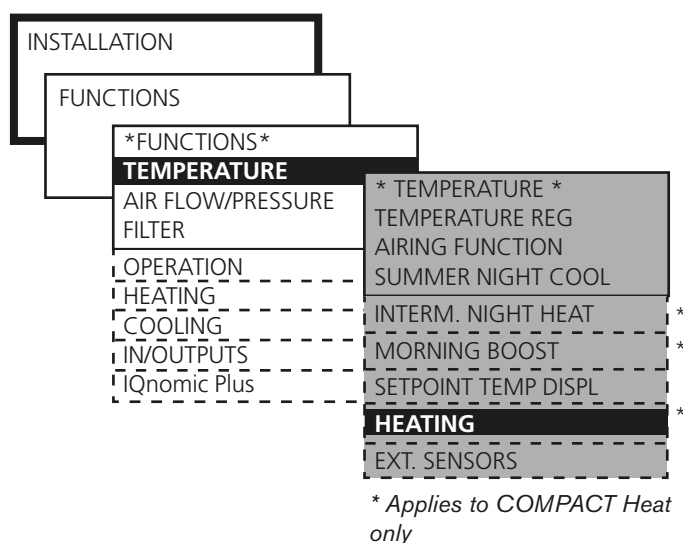 INSTALLATION
FUNCTIONS
*FUNCTIONS*
TEMPERATURE
AIR FLOW/PRESSURE
FILTER
OPERATION
HEATING
COOLING
IN/OUTPUTS
IQnomic Plus
* TEMPERATURE *
TEMPERATURE REG
AIRING FUNCTION
SUMMER NIGHT COOL
INTERM. NIGHT HEAT *
MORNING BOOST *
SETPOINT TEMP DISPL
HEATING *
EXT. SENSORS
* Applies to COMPACT Heat
only